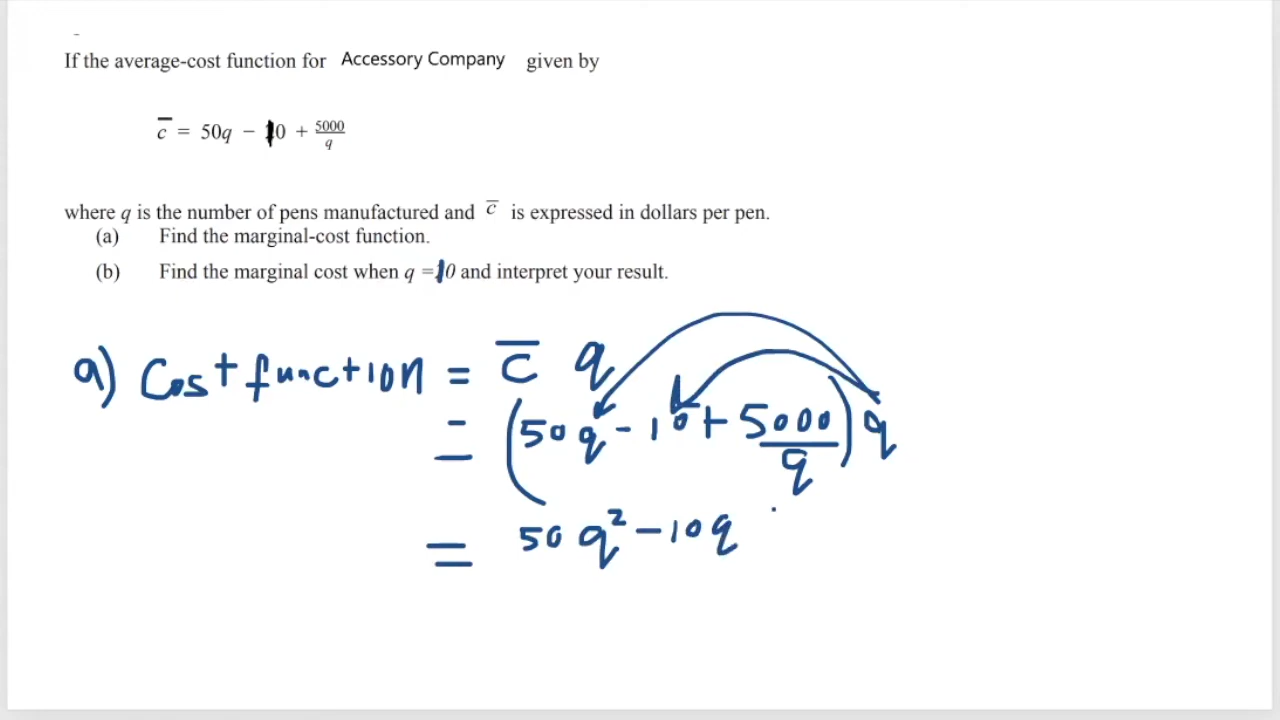 If the average-cost function for Accessory Company given by
c̅ = 50q − 10 + 5000/q
where q is the number of pens manufactured and c̅ is expressed in dollars per pen.
(a) Find the marginal-cost function.
(b) Find the marginal cost when q =10 and interpret your result.
a) Cost function = c̅ q
= (50q - 10 + 5000/q) q
= 50q² - 10q